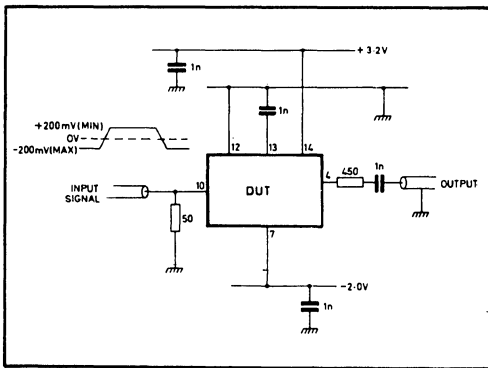 +3.2V
1n
1n
+200mV(MIN)
0V
-200mV(MAX)
12
13
14
INPUT
SIGNAL
10
DUT
4
450
1n
OUTPUT
50
7
-2.0V
1n